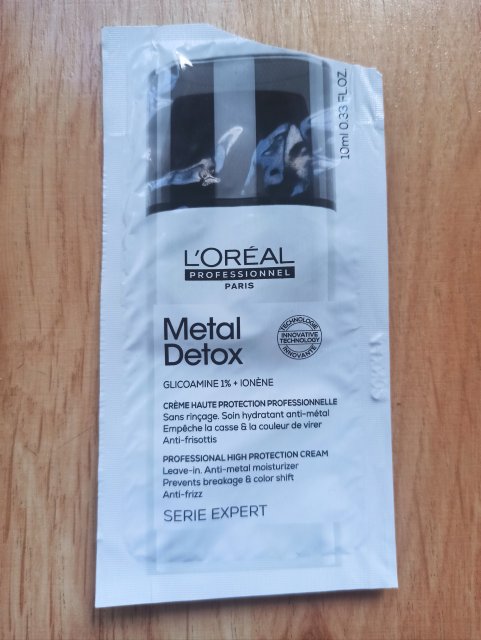 10ml 0.33 FL.OZ.
L'ORÉAL
PROFESSIONNEL
PARIS
Metal
Detox
TECHNOLOGIE
INNOVATIVE
TECHNOLOGY
INNOVANTE
GLICOAMINE 1% + IONÈNE
CRÈME HAUTE PROTECTION PROFESSIONNELLE
Sans rinçage. Soin hydratant anti-métal
Empêche la casse & la couleur de virer
Anti-frisottis
PROFESSIONAL HIGH PROTECTION CREAM
Leave-in. Anti-metal moisturizer
Prevents breakage & color shift
Anti-frizz
SERIE EXPERT